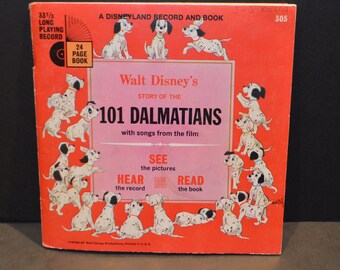 A DISNEYLAND RECORD AND BOOK
33⅓
LONG
PLAYING
RECORD
305
24
PAGE
BOOK
Walt Disney's
STORY OF THE
101 DALMATIANS
with songs from the film
SEE
the pictures
HEAR
the record
READ
the book